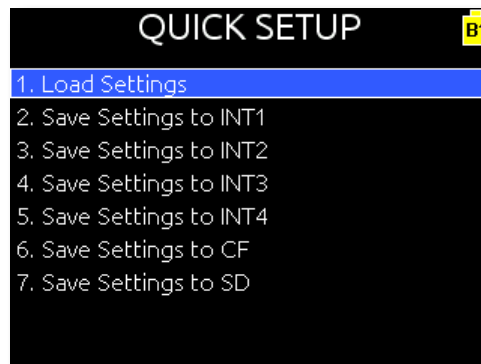 QUICK SETUP
1. Load Settings
2. Save Settings to INT1
3. Save Settings to INT2
4. Save Settings to INT3
5. Save Settings to INT4
6. Save Settings to CF
7. Save Settings to SD